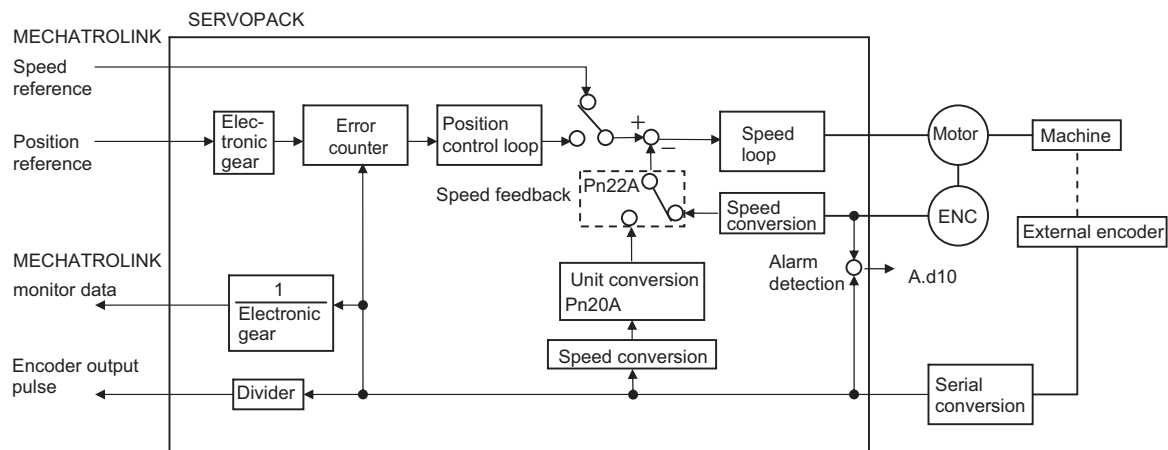 SERVOPACK
MECHATROLINK
Speed
reference
Position
reference
Elec-
tronic
gear
Error
counter
Position
control loop
+
−
Speed
loop
Motor
Machine
Speed feedback
Pn22A
Speed
conversion
ENC
External encoder
MECHATROLINK
monitor data
1
Electronic
gear
Unit conversion
Pn20A
Alarm
detection
A.d10
Speed conversion
Encoder output
pulse
Divider
Serial
conversion